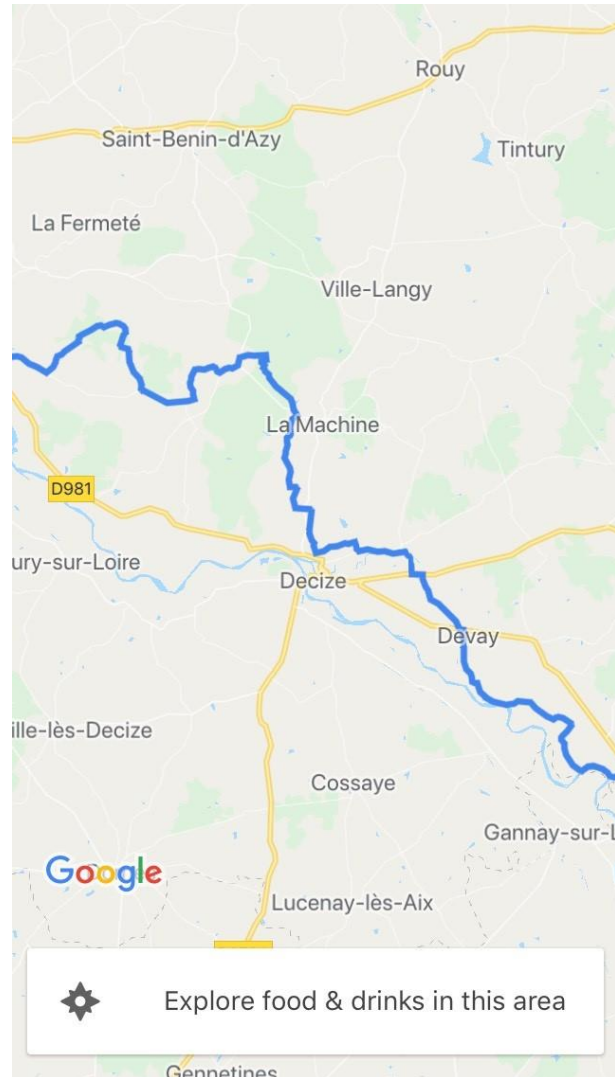 Rouy
Saint-Benin-d'Azy
Tintury
La Fermeté
Ville-Langy
La Machine
D981
ury-sur-Loire
Decize
Devay
ille-lès-Decize
Cossaye
Gannay-sur-L
Google
Lucenay-lès-Aix
Explore food & drinks in this area
Gennetines